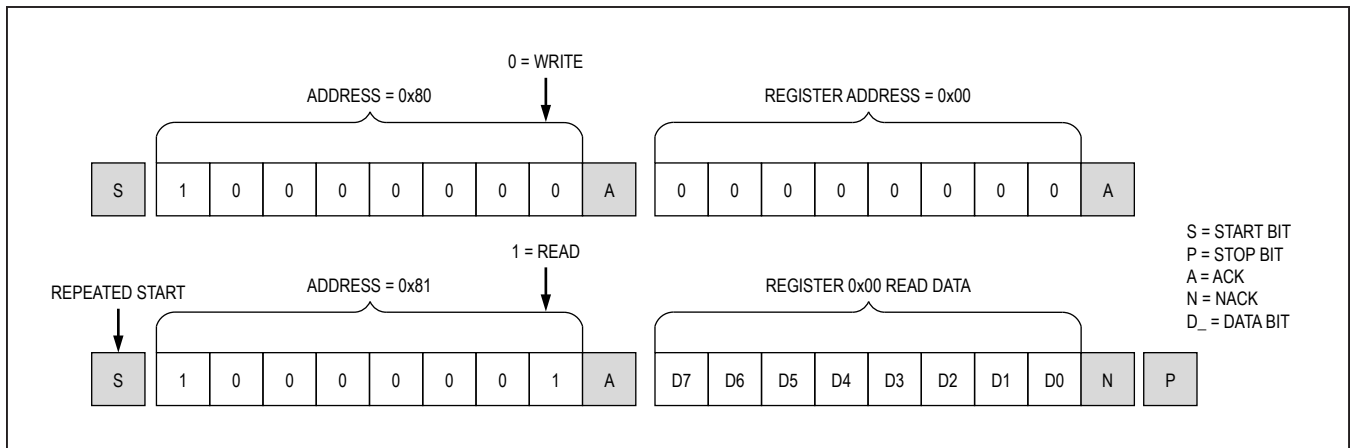 0 = WRITE
ADDRESS = 0x80 REGISTER ADDRESS = 0x00
S 1 0 0 0 0 0 0 0 A 0 0 0 0 0 0 0 0 A
1 = READ
REPEATED START ADDRESS = 0x81 REGISTER 0x00 READ DATA
S 1 0 0 0 0 0 0 1 A D7 D6 D5 D4 D3 D2 D1 D0 N P
S = START BIT
P = STOP BIT
A = ACK
N = NACK
D_ = DATA BIT